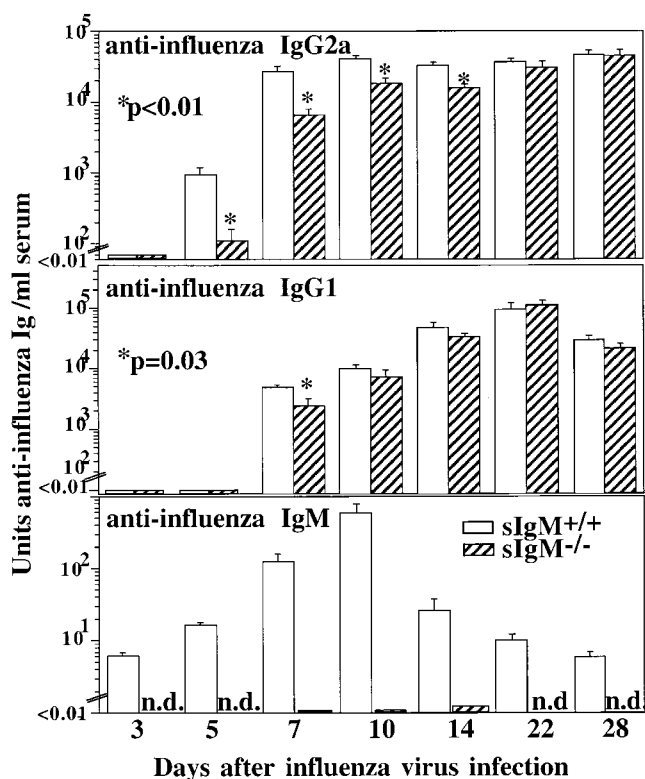 Units anti-influenza Ig /ml serum
anti-influenza IgG2a
*p<0.01
10^5
10^4
10^3
10^2
<0.01
* * * *
anti-influenza IgG1
*p=0.03
10^5
10^4
10^3
10^2
<0.01
*
anti-influenza IgM
sIgM+/+
sIgM-/-
10^2
10^1
<0.01
n.d. n.d. n.d n.d.
3 5 7 10 14 22 28
Days after influenza virus infection